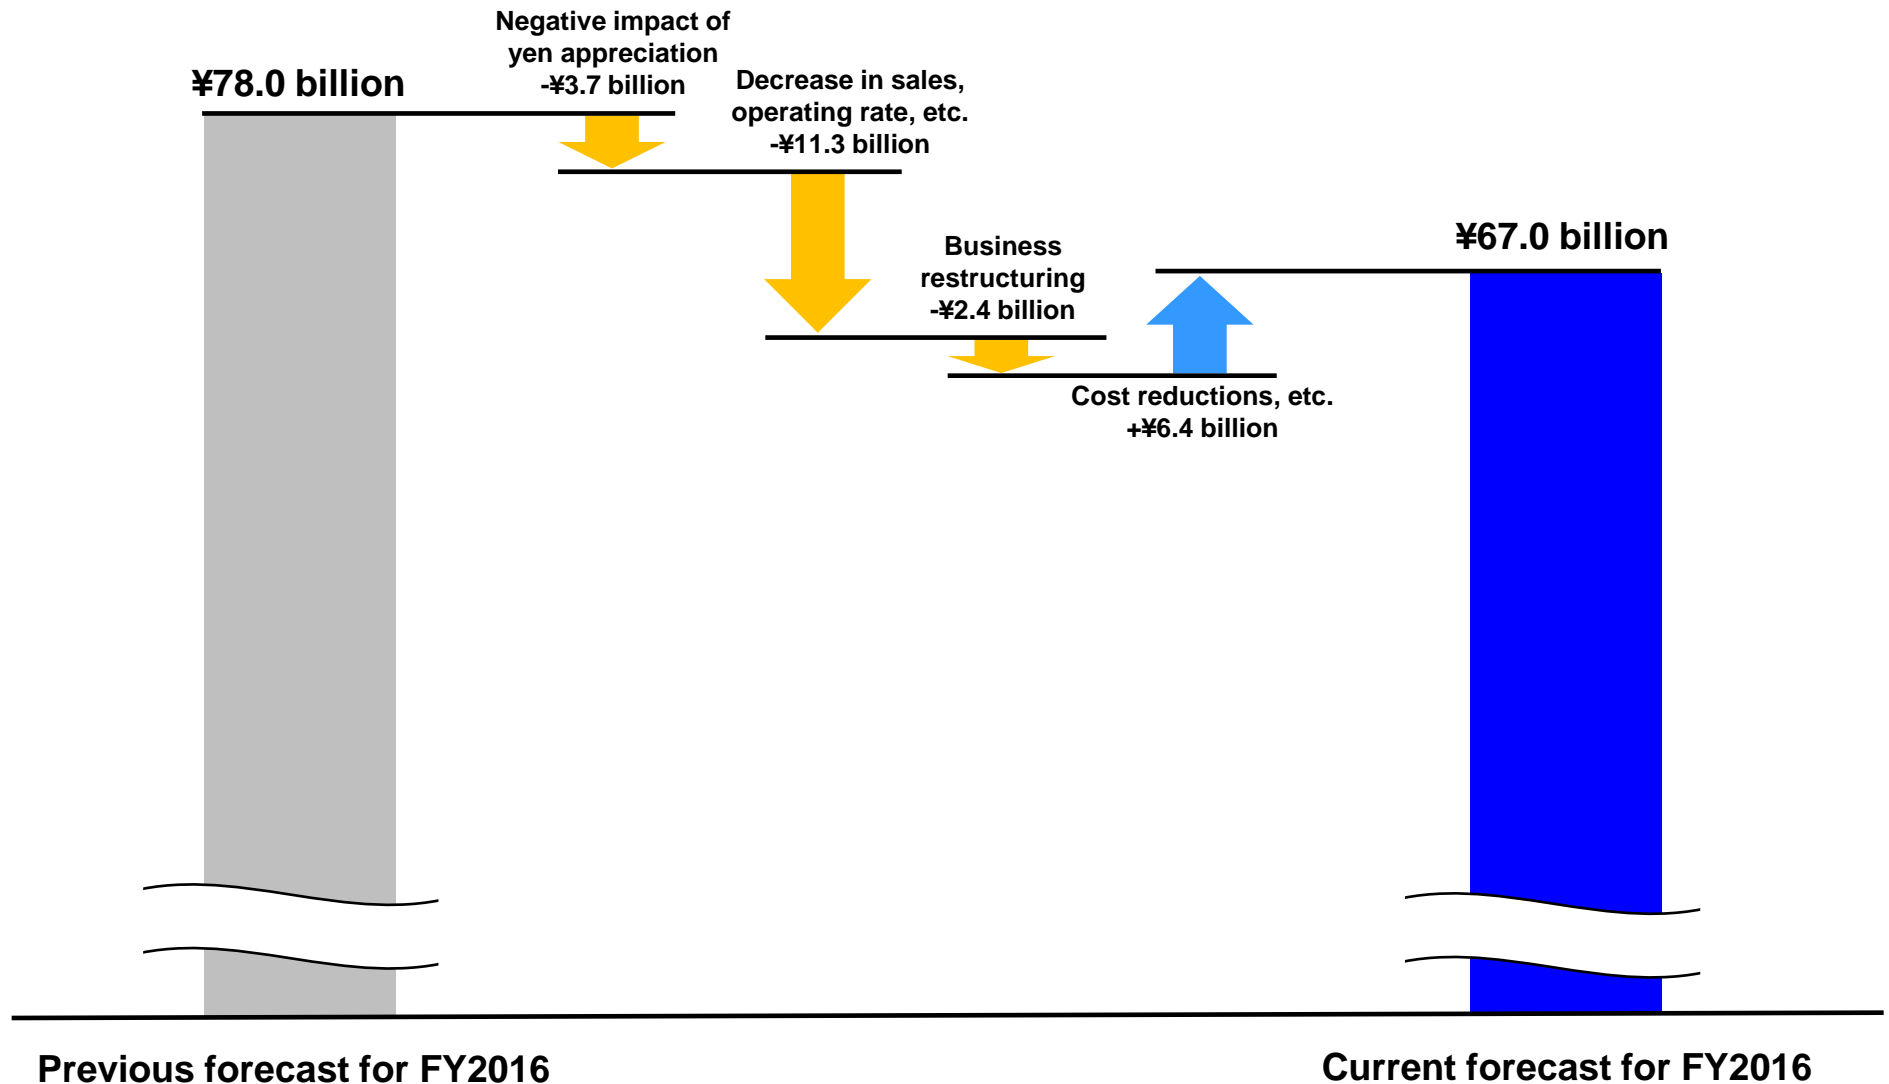 Negative impact of
yen appreciation
-¥3.7 billion
¥78.0 billion
Decrease in sales,
operating rate, etc.
-¥11.3 billion
Business
restructuring
-¥2.4 billion
¥67.0 billion
Cost reductions, etc.
+¥6.4 billion
Previous forecast for FY2016
Current forecast for FY2016